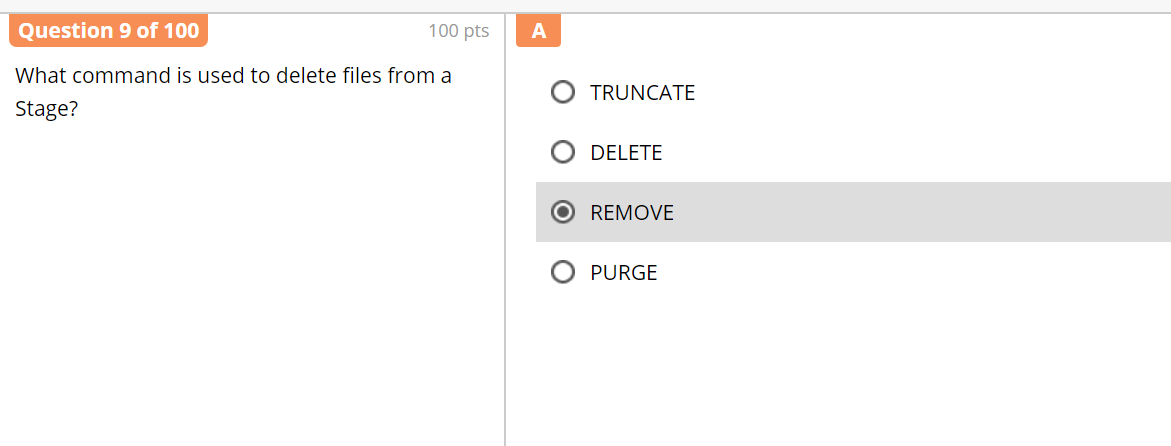 Question 9 of 100
100 pts
What command is used to delete files from a
Stage?
A
TRUNCATE
DELETE
REMOVE
PURGE